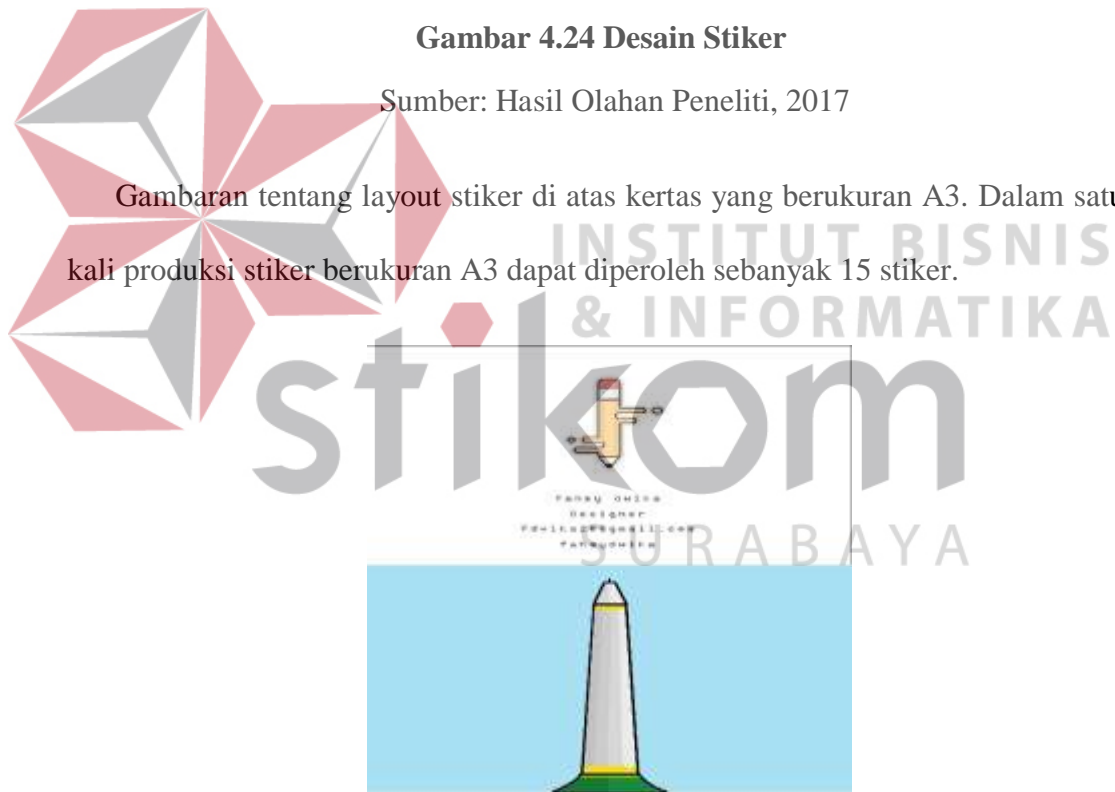 Gambar 4.24 Desain Stiker
Sumber: Hasil Olahan Peneliti, 2017
Gambaran tentang layout stiker di atas kertas yang berukuran A3. Dalam satu
kali produksi stiker berukuran A3 dapat diperoleh sebanyak 15 stiker.
INSTITUT BISNIS
& INFORMATIKA
stikom
SURABAYA
Fanny Dwina
Designer